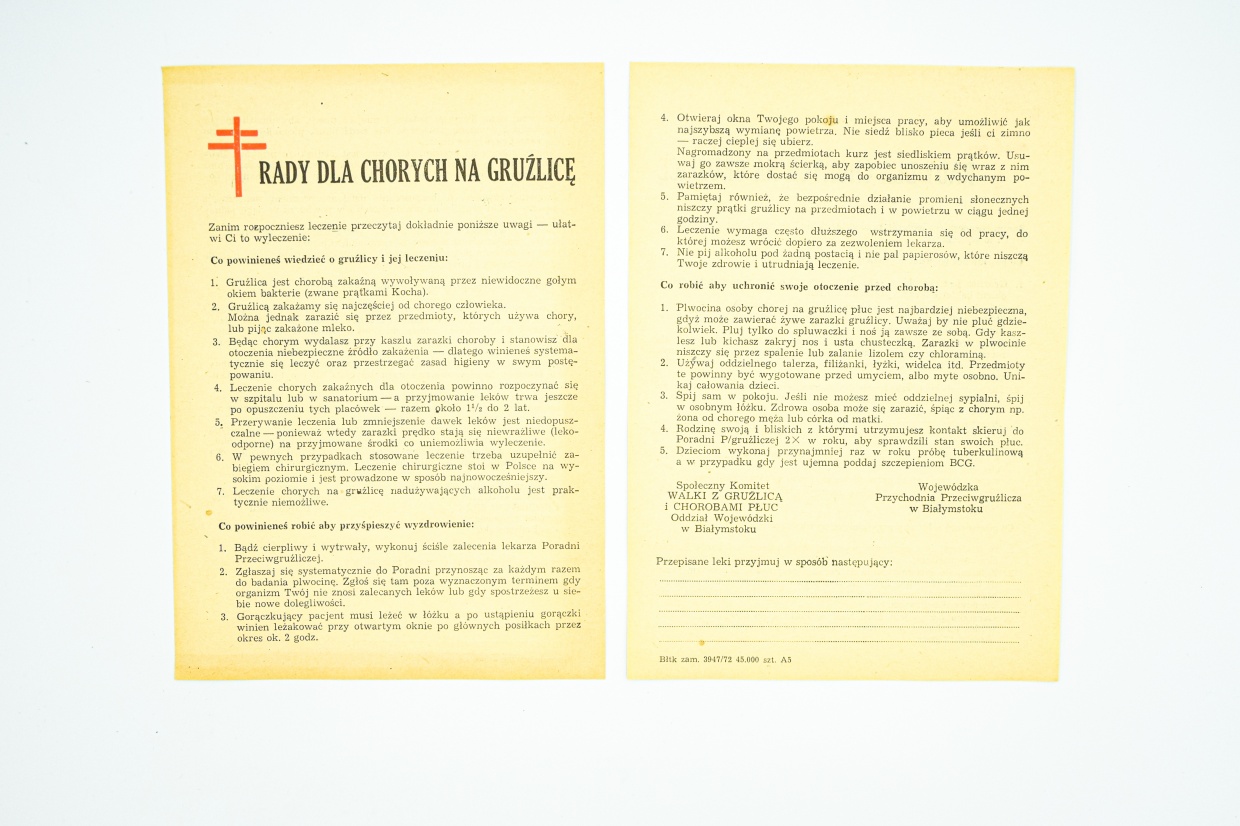 RADY DLA CHORYCH NA GRUŹLICĘ
Zanim rozpoczniesz leczenie przeczytaj dokładnie poniższe uwagi — ułat-
wi Ci to wyleczenie:
Co powinieneś wiedzieć o gruźlicy i jej leczeniu:
1. Gruźlica jest chorobą zakaźną wywoływaną przez niewidoczne gołym
okiem bakterie (zwane prątkami Kocha).
2. Gruźlicą zakażamy się najczęściej od chorego człowieka.
Można jednak zarazić się przez przedmioty, których używa chory,
lub pijąc zakażone mleko.
3. Będąc chorym wydalasz przy kaszlu zarazki choroby i stanowisz dla
otoczenia niebezpieczne źródło zakażenia — dlatego winieneś systema-
tycznie się leczyć oraz przestrzegać zasad higieny w swym postę-
powaniu.
4. Leczenie chorych zakaźnych dla otoczenia powinno rozpoczynać się
w szpitalu lub w sanatorium — a przyjmowanie leków trwa jeszcze
po opuszczeniu tych placówek — razem około 1¹/₂ do 2 lat.
5. Przerywanie leczenia lub zmniejszenie dawek leków jest niedopusz-
czalne — ponieważ wtedy zarazki prędko stają się niewrażliwe (leko-
odporne) na przyjmowane środki co uniemożliwia wyleczenie.
6. W pewnych przypadkach stosowane leczenie trzeba uzupełnić za-
biegiem chirurgicznym. Leczenie chirurgiczne stoi w Polsce na wy-
sokim poziomie i jest prowadzone w sposób najnowocześniejszy.
7. Leczenie chorych na gruźlicę nadużywających alkoholu jest prak-
tycznie niemożliwe.
Co powinieneś robić aby przyśpieszyć wyzdrowienie:
1. Bądź cierpliwy i wytrwały, wykonuj ściśle zalecenia lekarza Poradni
Przeciwgruźliczej.
2. Zgłaszaj się systematycznie do Poradni przynosząc za każdym razem
do badania plwocinę. Zgłoś się tam poza wyznaczonym terminem gdy
organizm Twój nie znosi zalecanych leków lub gdy spostrzeżesz u sie-
bie nowe dolegliwości.
3. Gorączkujący pacjent musi leżeć w łóżku a po ustąpieniu gorączki
winien leżakować przy otwartym oknie po głównych posiłkach przez
okres ok. 2 godz.
4. Otwieraj okna Twojego pokoju i miejsca pracy, aby umożliwić jak
najszybszą wymianę powietrza. Nie siedź blisko pieca jeśli ci zimno
— raczej cieplej się ubierz.
Nagromadzony na przedmiotach kurz jest siedliskiem prątków. Usu-
waj go zawsze mokrą ścierką, aby zapobiec unoszeniu się wraz z nim
zarazków, które dostać się mogą do organizmu z wdychanym po-
wietrzem.
5. Pamiętaj również, że bezpośrednie działanie promieni słonecznych
niszczy prątki gruźlicy na przedmiotach i w powietrzu w ciągu jednej
godziny.
6. Leczenie wymaga często dłuższego wstrzymania się od pracy, do
której możesz wrócić dopiero za zezwoleniem lekarza.
7. Nie pij alkoholu pod żadną postacią i nie pal papierosów, które niszczą
Twoje zdrowie i utrudniają leczenie.
Co robić aby uchronić swoje otoczenie przed chorobą:
1. Plwocina osoby chorej na gruźlicę płuc jest najbardziej niebezpieczna,
gdyż może zawierać żywe zarazki gruźlicy. Uważaj by nie pluć gdzie-
kolwiek. Pluj tylko do spluwaczki i noś ją zawsze ze sobą. Gdy kasz-
lesz lub kichasz zakryj nos i usta chusteczką. Zarazki w plwocinie
niszczy się przez spalenie lub zalanie lizolem czy chloraminą.
2. Używaj oddzielnego talerza, filiżanki, łyżki, widelca itd. Przedmioty
te powinny być wygotowane przed umyciem, albo myte osobno. Uni-
kaj całowania dzieci.
3. Spij sam w pokoju. Jeśli nie możesz mieć oddzielnej sypialni, śpij
w osobnym łóżku. Zdrowa osoba może się zarazić, śpiąc z chorym np.
żona od chorego męża lub córka od matki.
4. Rodzinę swoją i bliskich z którymi utrzymujesz kontakt skieruj do
Poradni P/gruźliczej 2× w roku, aby sprawdzili stan swoich płuc.
5. Dzieciom wykonaj przynajmniej raz w roku próbę tuberkulinową
a w przypadku gdy jest ujemna poddaj szczepieniom BCG.
Społeczny Komitet
WALKI Z GRUŹLICĄ
i CHOROBAMI PŁUC
Oddział Wojewódzki
w Białymstoku
Wojewódzka
Przychodnia Przeciwgruźlicza
w Białymstoku
Przepisane leki przyjmuj w sposób następujący:
Błtk zam. 3947/72 45.000 szt. A5